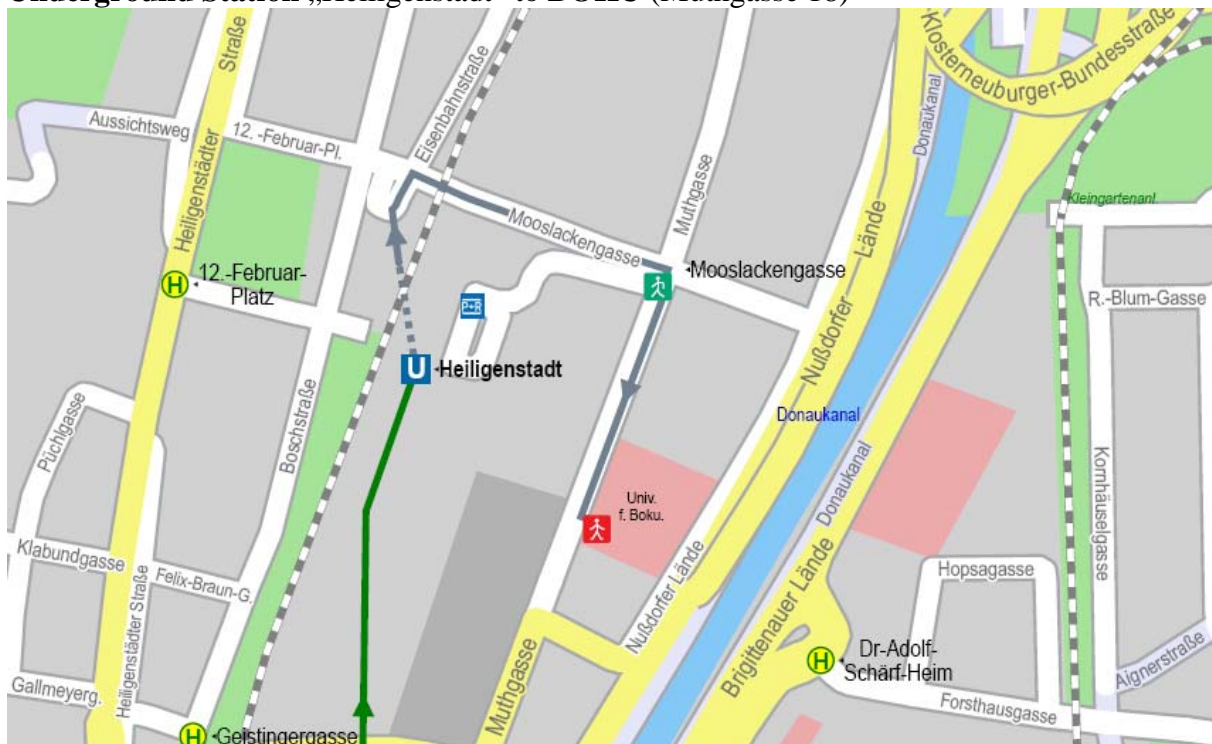 Underground Station „Heiligenstadt" to BOKU (Muthgasse 18)
Klosterneuburger-Bundesstraße
Straße
Eisenbahnstraße
Donaukanal
Aussichtsweg
12. -Februar-Pl.
Muthgasse
Lände
Kleingartenanl.
Heiligenstädter
Mooslackengasse
Mooslackengasse
12.-Februar-
Platz
H
P+R
R.-Blum-Gasse
Nußdorfer
U
Heiligenstadt
Donaukanal
Püchlgasse
Boschstraße
Donaukanal
Kornhäuselgasse
Univ.
f. Boku.
Klabundgasse
Felix-Braun-G.
Hopsagasse
Nußdorfer Lände
Brigittenauer Lände
Heiligenstädter Straße
H
Dr-Adolf-
Schärf-Heim
Aignerstraße
Muthgasse
Gallmeyerg.
Forsthausgasse
H
Geistingergasse